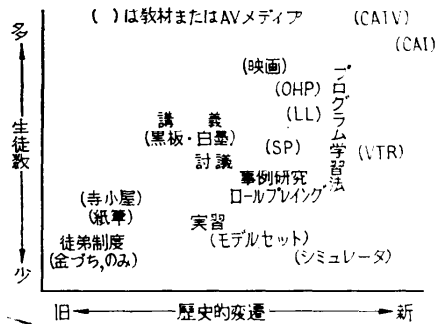 ( )は教材またはAVメディア
(CATV)
(CAI)
(映画)
(OHP)
(LL)
プログラム学習法
講義
(黒板・白墨)
(SP)
(VTR)
討議
事例研究
ロールプレイング
(寺小屋)
(紙筆)
実習
(モデルセット)
徒弟制度
(金づち,のみ)
(シミュレータ)
多
生徒数
少
旧
歴史的変遷
新